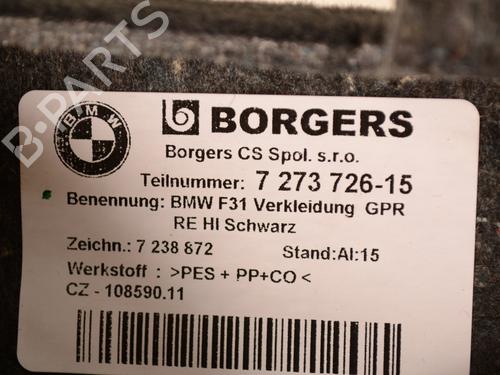 B-PARTS
BMW
BORGERS
Borgers CS Spol. s.r.o.
Teilnummer: 7 273 726-15
Benennung: BMW F31 Verkleidung GPR
RE HI Schwarz
Zeichn.: 7 238 872 Stand:AI:15
Werkstoff : >PES + PP+CO<
CZ - 108590.11